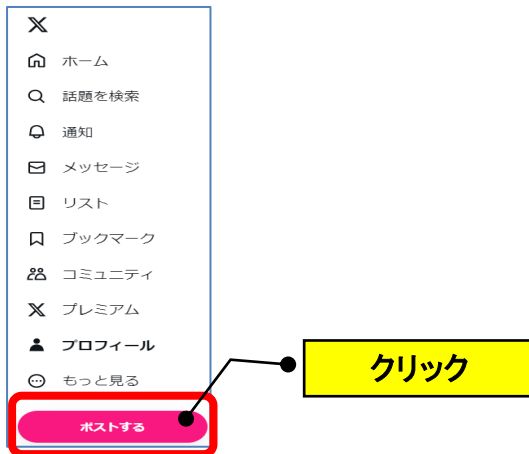 ホーム
話題を検索
通知
メッセージ
リスト
ブックマーク
コミュニティ
プレミアム
プロフィール
もっと見る
ポストする
クリック